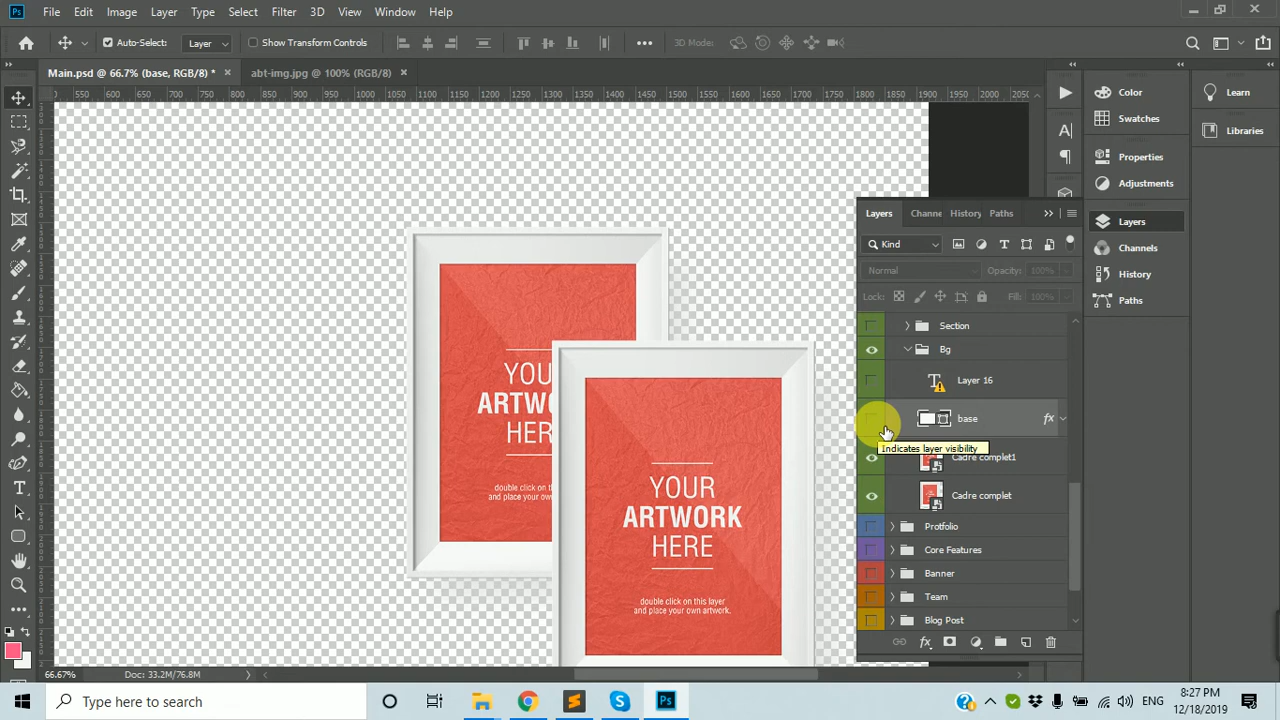 Ps File Edit Image Layer Type Select Filter 3D View Window Help
Auto-Select: Layer Show Transform Controls 3D Mode:
Main.psd @ 66.7% (base, RGB/8) * abt-img.jpg @ 100% (RGB/8)
550 600 650 700 750 800 850 900 950 1000 1050 1100 1150 1200 1250 1300 1350 1400 1450 1500 1550 1600 1650 1700 1750 1800 1850 1900 1950 2000 2050
Color Learn
Swatches Libraries
Properties
Adjustments
Layers
Channels
History
Paths
Layers Channe History Paths
Kind
Normal Opacity: 100%
Lock: Fill: 100%
Section
Bg
Layer 16
base fx
Indicates layer visibility
Cadre complet1
Cadre complet
Protfolio
Core Features
Banner
Team
Blog Post
YOU
ARTWO
HERE
double click on th
and place your own
YOUR
ARTWORK
HERE
double click on this layer
and place your own artwork.
66.67% Doc: 33.2M/76.8M
Type here to search
ENG
8:27 PM
12/18/2019